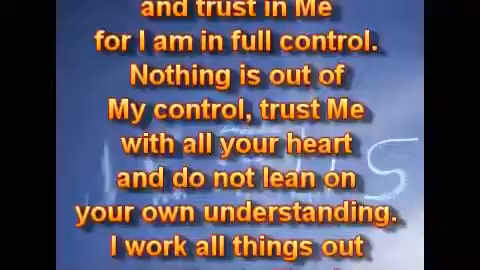 and trust in Me
for I am in full control.
Nothing is out of
My control, trust Me
with all your heart
and do not lean on
your own understanding.
I work all things out